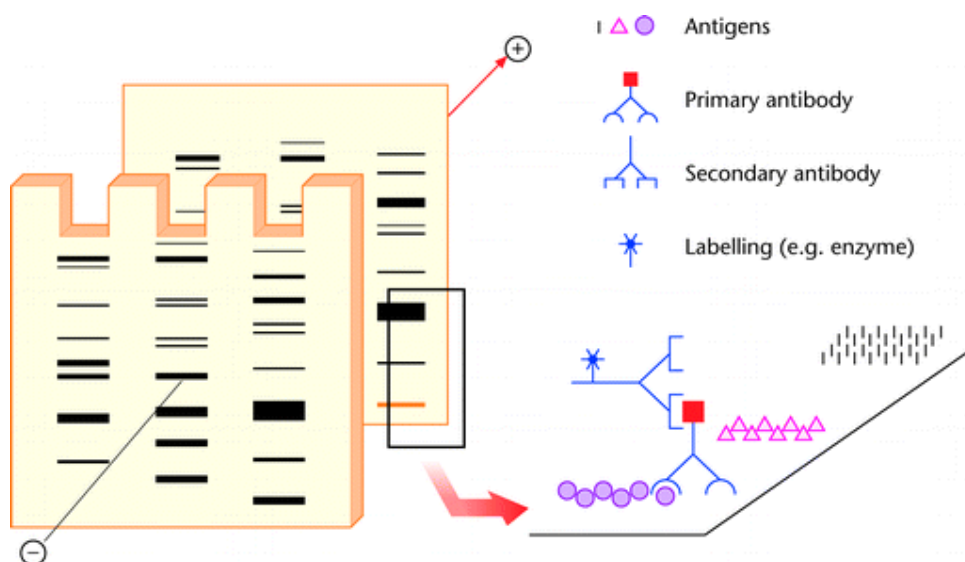 +
Antigens
Primary antibody
Secondary antibody
Labelling (e.g. enzyme)
−